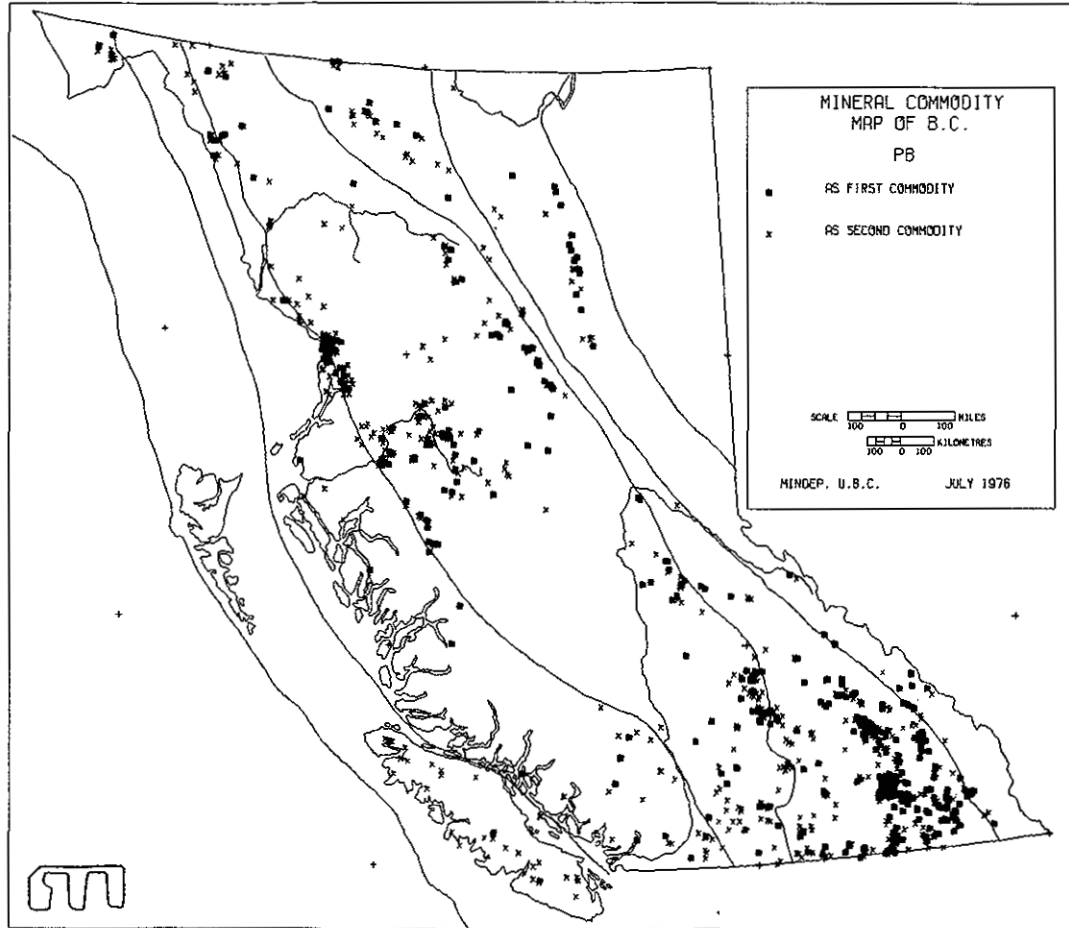 MINERAL COMMODITY
MAP OF B.C.
PB
AS FIRST COMMODITY
AS SECOND COMMODITY
SCALE 100 0 100 MILES
100 0 100 KILOMETRES
MINDEP, U.B.C. JULY 1976